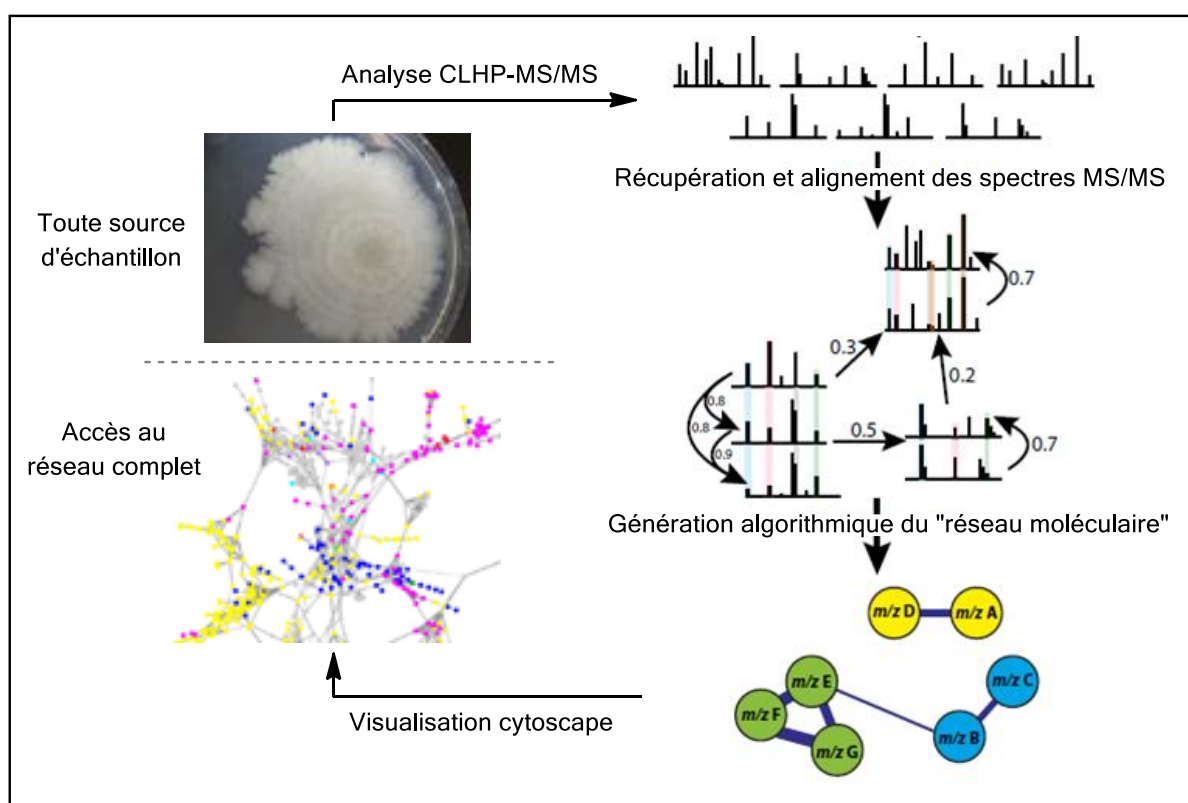 Analyse CLHP-MS/MS
Toute source
d'échantillon
Récupération et alignement des spectres MS/MS
0.7
0.3
0.2
0.8
0.8
0.9
0.5
0.7
Génération algorithmique du "réseau moléculaire"
m/z D
m/z A
m/z E
m/z C
m/z F
m/z B
m/z G
Visualisation cytoscape
Accès au
réseau complet